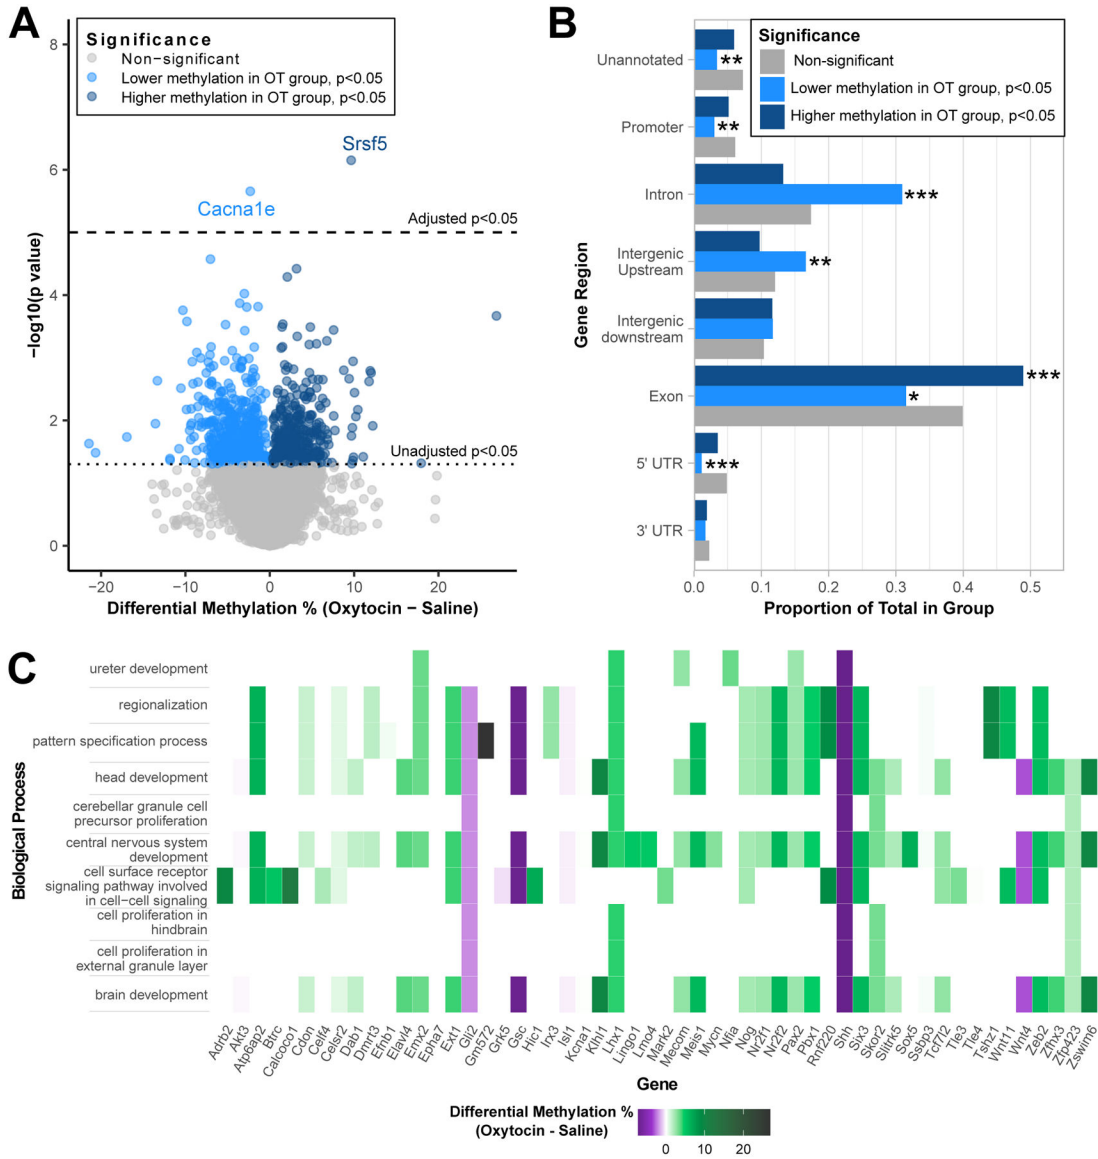 A
Significance
Non−significant
Lower methylation in OT group, p<0.05
Higher methylation in OT group, p<0.05
Srsf5
Cacna1e
Adjusted p<0.05
Unadjusted p<0.05
−log10(p value)
8
6
4
2
0
−20
−10
0
10
20
Differential Methylation % (Oxytocin − Saline)
B
Significance
Non-significant
Lower methylation in OT group, p<0.05
Higher methylation in OT group, p<0.05
Gene Region
Unannotated
**
Promoter
**
Intron
***
Intergenic
Upstream
**
Intergenic
downstream
Exon
***
*
5' UTR
***
3' UTR
0.0
0.1
0.2
0.3
0.4
0.5
Proportion of Total in Group
C
Biological Process
ureter development
regionalization
pattern specification process
head development
cerebellar granule cell
precursor proliferation
central nervous system
development
cell surface receptor
signaling pathway involved
in cell−cell signaling
cell proliferation in
hindbrain
cell proliferation in
external granule layer
brain development
Adrb2
Akt3
Atp6ap2
Btrc
Calcoco1
Cdon
Celf4
Celsr2
Dab1
Dmrt3
Efnb1
Elavl4
Emx2
Epha7
Ext1
Gli2
Gm572
Grk5
Gsc
Hic1
Irx3
Isl1
Kcna1
Klhl1
Lhx1
Lingo1
Lmo4
Mark2
Mecom
Meis1
Mycn
Nfia
Nog
Nr2f1
Nr2f2
Pax2
Pbx1
Rnf220
Shh
Six3
Skor2
Slitrk5
Sox5
Ssbp3
Tcf7l2
Tle3
Tle4
Tshz1
Wnt11
Wnt4
Zeb2
Zfhx3
Zfp423
Zswim6
Gene
Differential Methylation %
(Oxytocin - Saline)
0
10
20